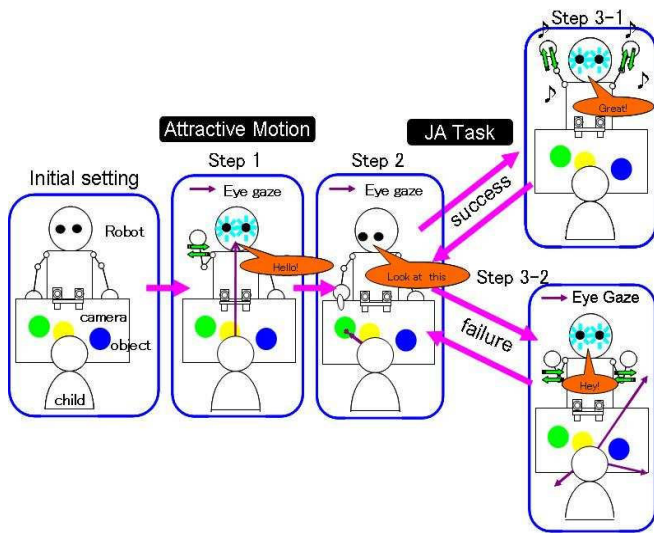 Initial setting
Robot
camera
object
child
Attractive Motion
Step 1
Eye gaze
Hello!
Step 2
Eye gaze
Look at this
JA Task
success
failure
Step 3-1
Great!
Step 3-2
Eye Gaze
Hey!